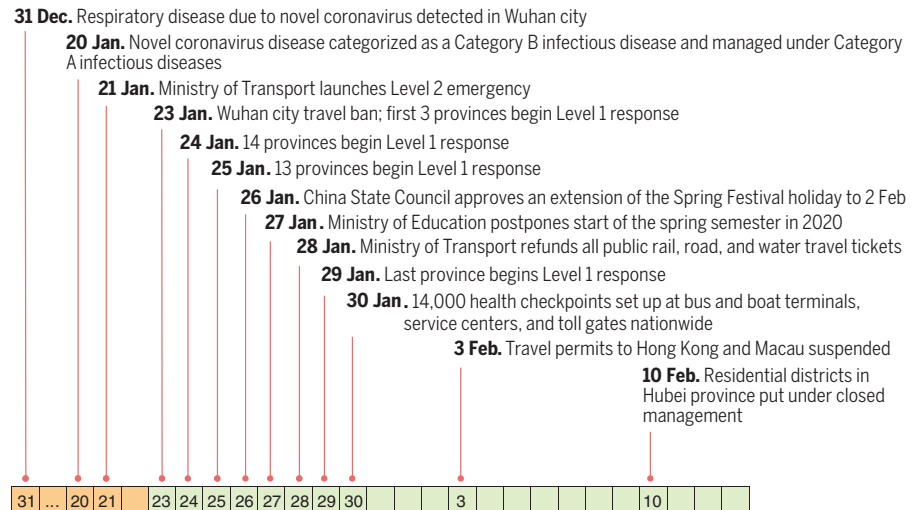 31 Dec. Respiratory disease due to novel coronavirus detected in Wuhan city
20 Jan. Novel coronavirus disease categorized as a Category B infectious disease and managed under Category
A infectious diseases
21 Jan. Ministry of Transport launches Level 2 emergency
23 Jan. Wuhan city travel ban; first 3 provinces begin Level 1 response
24 Jan. 14 provinces begin Level 1 response
25 Jan. 13 provinces begin Level 1 response
26 Jan. China State Council approves an extension of the Spring Festival holiday to 2 Feb
27 Jan. Ministry of Education postpones start of the spring semester in 2020
28 Jan. Ministry of Transport refunds all public rail, road, and water travel tickets
29 Jan. Last province begins Level 1 response
30 Jan. 14,000 health checkpoints set up at bus and boat terminals,
service centers, and toll gates nationwide
3 Feb. Travel permits to Hong Kong and Macau suspended
10 Feb. Residential districts in
Hubei province put under closed
management
31 ... 20 21 23 24 25 26 27 28 29 30 3 10